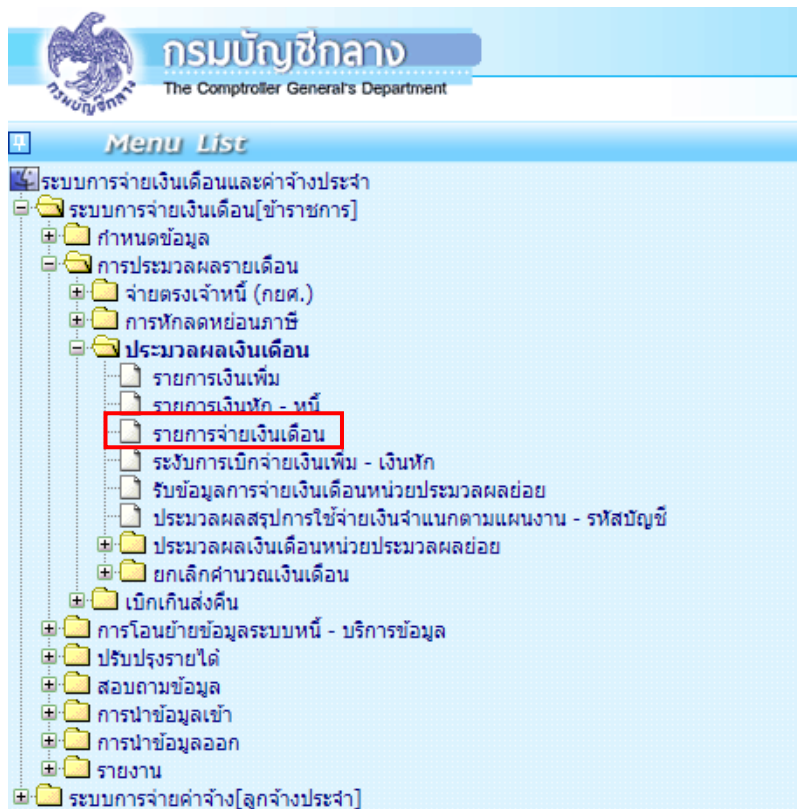 กรมบัญชีกลาง
The Comptroller General's Department
กรมบัญชีกลาง
Menu List
ระบบการจ่ายเงินเดือนและค่าจ้างประจำ
ระบบการจ่ายเงินเดือน[ข้าราชการ]
กำหนดข้อมูล
การประมวลผลรายเดือน
จ่ายตรงเจ้าหนี้ (กยศ.)
การหักลดหย่อนภาษี
ประมวลผลเงินเดือน
รายการเงินเพิ่ม
รายการเงินหัก - หนี้
รายการจ่ายเงินเดือน
ระงับการเบิกจ่ายเงินเพิ่ม - เงินหัก
รับข้อมูลการจ่ายเงินเดือนหน่วยประมวลผลย่อย
ประมวลผลสรุปการใช้จ่ายเงินจำแนกตามแผนงาน - รหัสบัญชี
ประมวลผลเงินเดือนหน่วยประมวลผลย่อย
ยกเลิกคำนวณเงินเดือน
เบิกเกินส่งคืน
การโอนย้ายข้อมูลระบบหนี้ - บริการข้อมูล
ปรับปรุงรายได้
สอบถามข้อมูล
การนำข้อมูลเข้า
การนำข้อมูลออก
รายงาน
ระบบการจ่ายค่าจ้าง[ลูกจ้างประจำ]